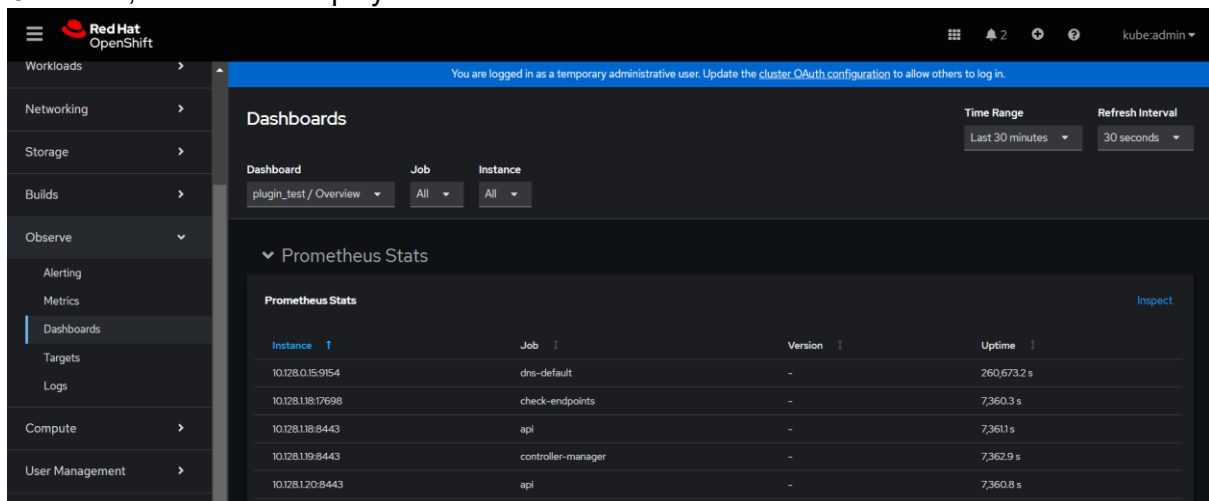 Red Hat
OpenShift
2
kube:admin
Workloads
You are logged in as a temporary administrative user. Update the cluster OAuth configuration to allow others to log in.
Networking
Storage
Builds
Observe
Alerting
Metrics
Dashboards
Targets
Logs
Compute
User Management
Dashboards
Time Range
Refresh Interval
Last 30 minutes
30 seconds
Dashboard
Job
Instance
plugin_test / Overview
All
All
Prometheus Stats
Prometheus Stats
Inspect
Instance Job Version Uptime
10.128.0.15:9154 dns-default - 260,673.2 s
10.128.1.18:17698 check-endpoints - 7,360.3 s
10.128.1.18:8443 api - 7,361.1 s
10.128.1.19:8443 controller-manager - 7,362.9 s
10.128.1.20:8443 api - 7,360.8 s